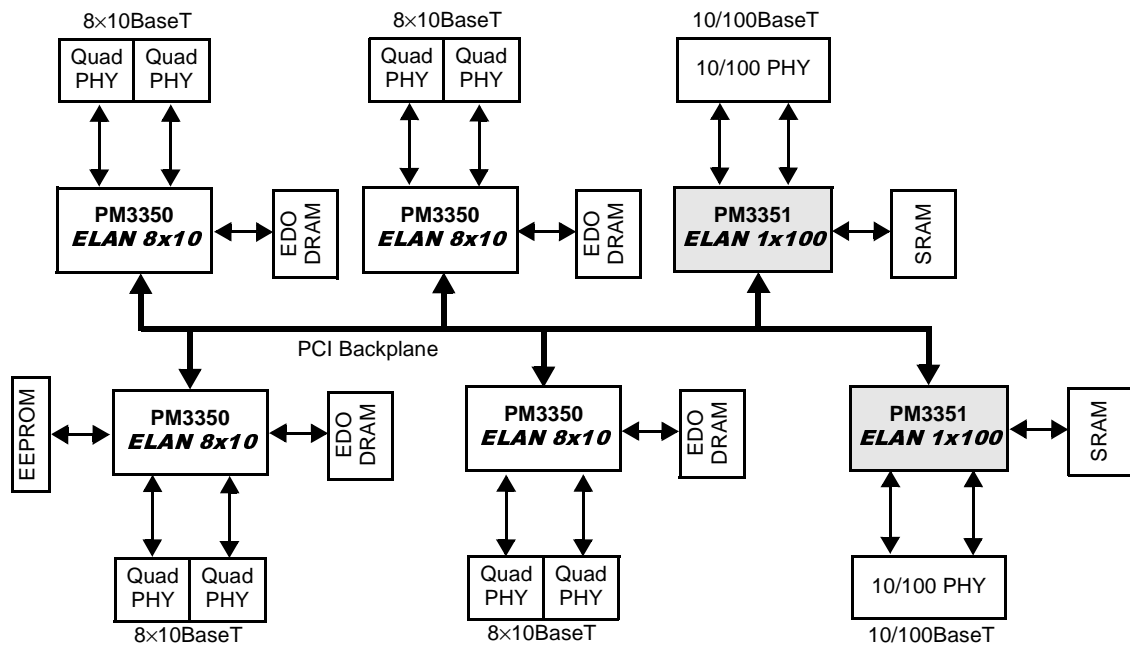 8×10BaseT
Quad PHY
Quad PHY
8×10BaseT
Quad PHY
Quad PHY
10/100BaseT
10/100 PHY
PM3350
ELAN 8x10
EDO
DRAM
PM3350
ELAN 8x10
EDO
DRAM
PM3351
ELAN 1x100
SRAM
PCI Backplane
EEPROM
PM3350
ELAN 8x10
EDO
DRAM
PM3350
ELAN 8x10
EDO
DRAM
PM3351
ELAN 1x100
SRAM
Quad PHY
Quad PHY
8×10BaseT
Quad PHY
Quad PHY
8×10BaseT
10/100 PHY
10/100BaseT